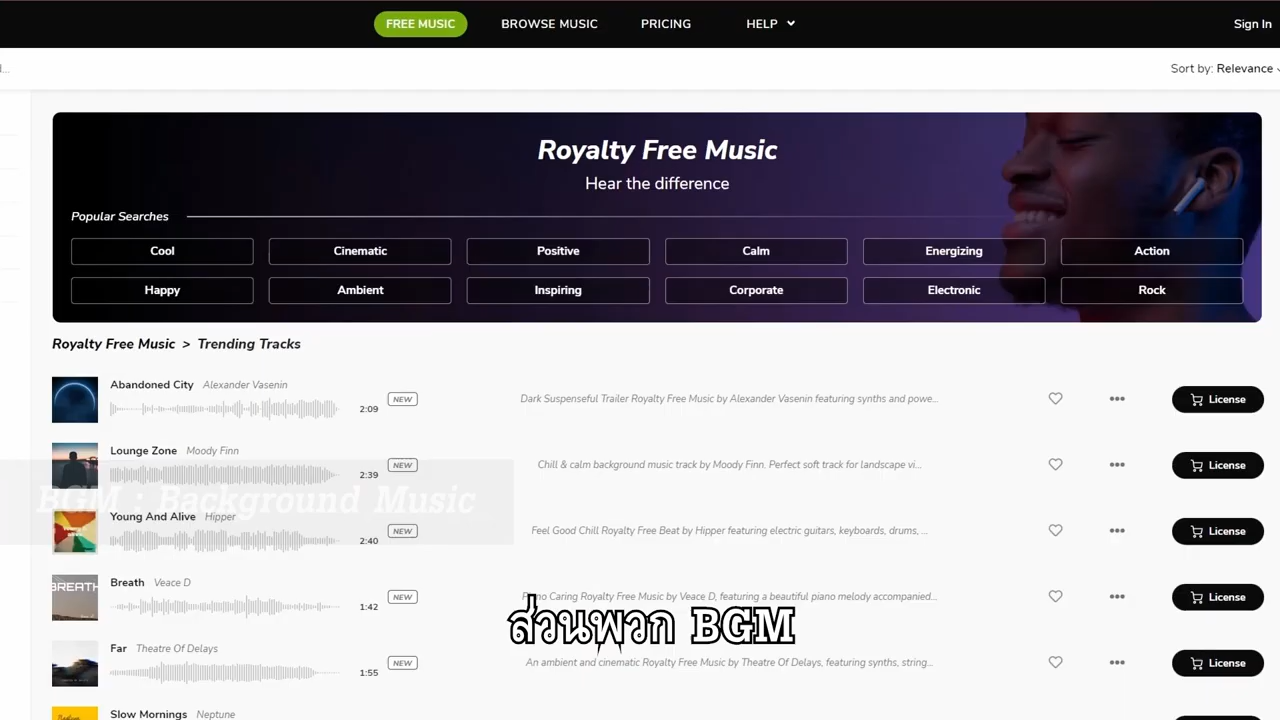 FREE MUSIC
BROWSE MUSIC
PRICING
HELP
Sign In
d...
Sort by: Relevance
Royalty Free Music
Hear the difference
Popular Searches
Cool
Cinematic
Positive
Calm
Energizing
Action
Happy
Ambient
Inspiring
Corporate
Electronic
Rock
Royalty Free Music > Trending Tracks
Abandoned City Alexander Vasenin
2:09
NEW
Dark Suspenseful Trailer Royalty Free Music by Alexander Vasenin featuring synths and powe...
License
Lounge Zone Moody Finn
2:39
NEW
Chill & calm background music track by Moody Finn. Perfect soft track for landscape vi...
License
BGM : Background Music
Young And Alive Hipper
2:40
NEW
Feel Good Chill Royalty Free Beat by Hipper featuring electric guitars, keyboards, drums, ...
License
BREATH
Breath Veace D
1:42
NEW
Piano Caring Royalty Free Music by Veace D, featuring a beautiful piano melody accompanied...
License
ส่วนพวก BGM
Far Theatre Of Delays
1:55
NEW
An ambient and cinematic Royalty Free Music by Theatre Of Delays, featuring synths, string...
License
Slow Mornings Neptune